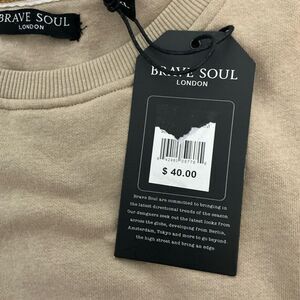 BRAVE SOUL
LONDON
BRAVE SOUL
LONDON
$ 40.00
Brave Soul are committed to bringing in
the latest directional trends of the season
Our designers seek out the latest looks from
across the globe, developing from Berlin,
Amsterdam, Tokyo and more to go beyond
the high street and bring an edge